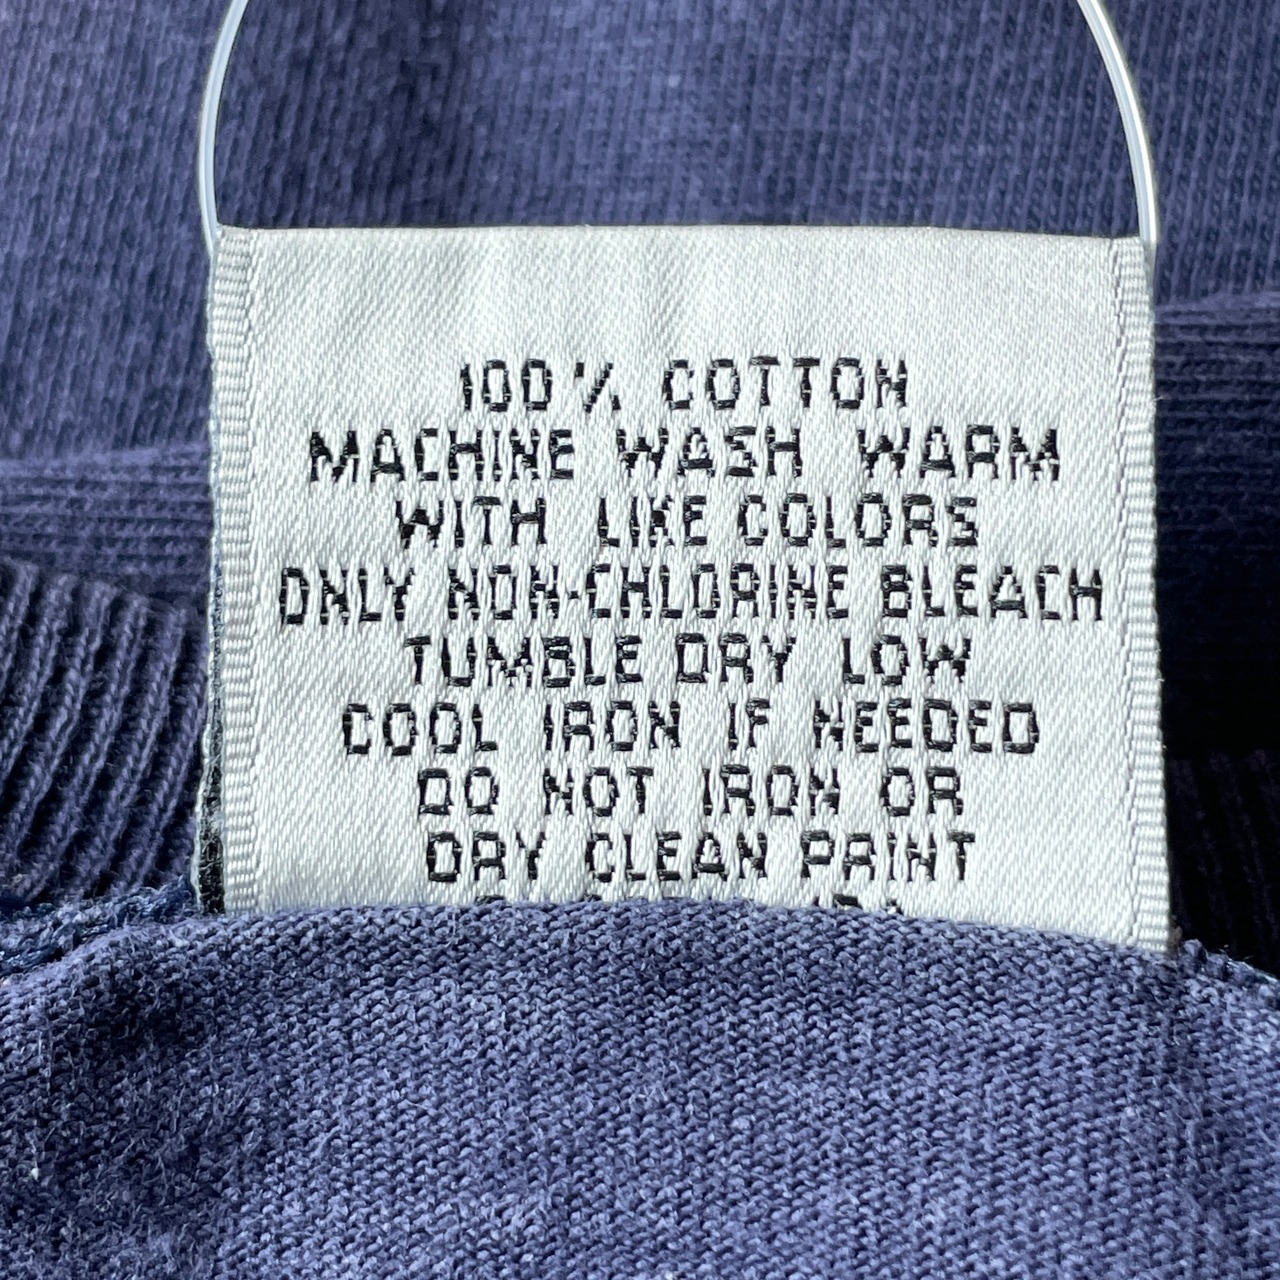 100% COTTON
MACHINE WASH WARM
WITH LIKE COLORS
ONLY NON-CHLORINE BLEACH
TUMBLE DRY LOW
COOL IRON IF NEEDED
DO NOT IRON OR
DRY CLEAN PRINT